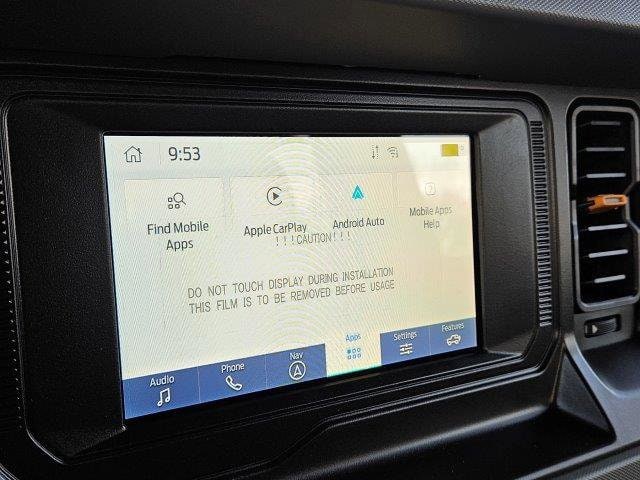 9:53
Find Mobile
Apps
Apple CarPlay
Android Auto
Mobile Apps
Help
!!!CAUTION!!!
DO NOT TOUCH DISPLAY DURING INSTALLATION
THIS FILM IS TO BE REMOVED BEFORE USAGE
Audio
Phone
Nav
Apps
Settings
Features